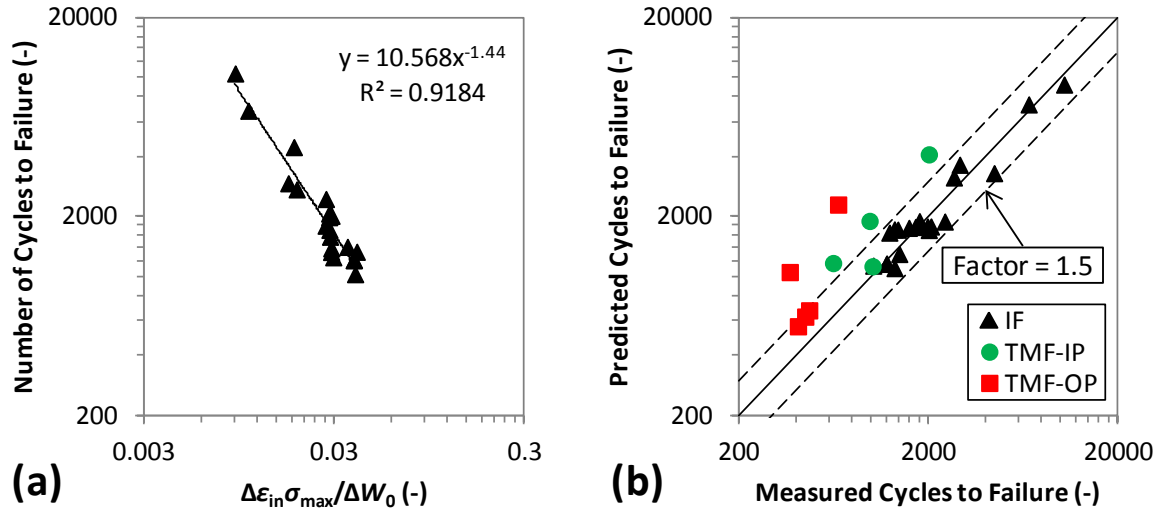 20000
2000
200
Number of Cycles to Failure (-)
y = 10.568x^-1.44
R² = 0.9184
0.003
0.03
0.3
(a)
Δε_in σ_max/ΔW_0 (-)
20000
2000
200
Predicted Cycles to Failure (-)
Factor = 1.5
IF
TMF-IP
TMF-OP
200
2000
20000
(b)
Measured Cycles to Failure (-)